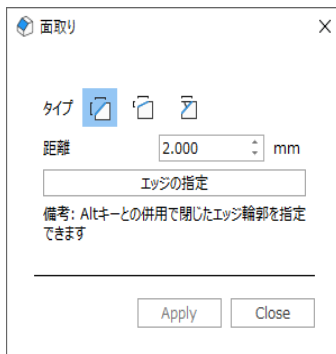 面取り
タイプ
距離 2.000 mm
エッジの指定
備考: Altキーとの併用で閉じたエッジ輪郭を指定
できます
Apply Close